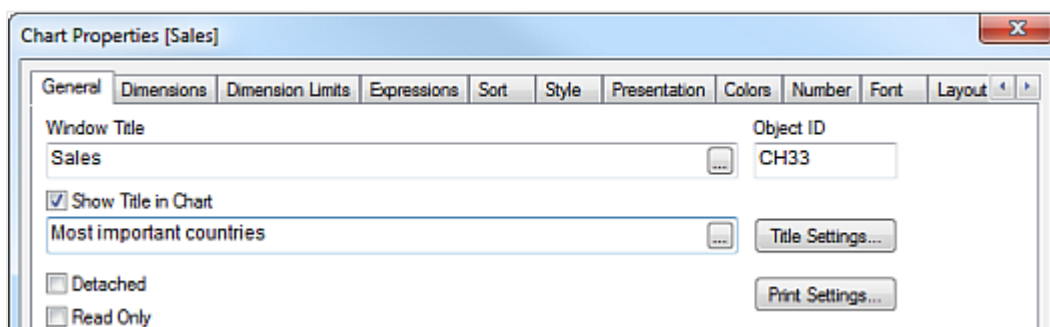 Chart Properties [Sales]
General Dimensions Dimension Limits Expressions Sort Style Presentation Colors Number Font Layout
Window Title Object ID
Sales ... CH33
Show Title in Chart
Most important countries ... Title Settings...
Detached Print Settings...
Read Only